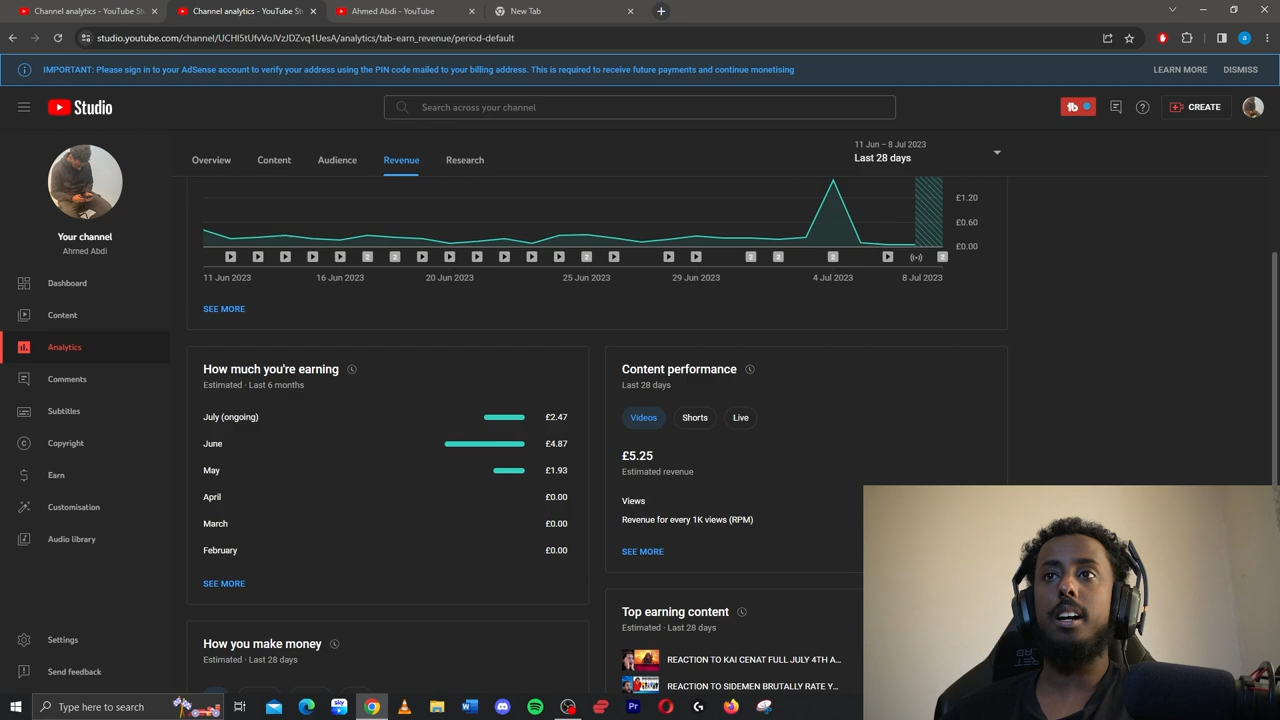 Channel analytics - YouTube St
Channel analytics - YouTube St
Ahmed Abdi - YouTube
New Tab
studio.youtube.com/channel/UCHl5tUfvVoJVzJDZvq1UesA/analytics/tab-earn_revenue/period-default
a
IMPORTANT: Please sign in to your AdSense account to verify your address using the PIN code mailed to your billing address. This is required to receive future payments and continue monetising
LEARN MORE
DISMISS
Studio
Search across your channel
CREATE
11 Jun – 8 Jul 2023
Last 28 days
Overview
Content
Audience
Revenue
Research
Your channel
Ahmed Abdi
Dashboard
Content
Analytics
Comments
Subtitles
Copyright
Earn
Customisation
Audio library
Settings
Send feedback
£1.20
£0.60
£0.00
2
2
2
2
2
2
2
11 Jun 2023
16 Jun 2023
20 Jun 2023
25 Jun 2023
29 Jun 2023
4 Jul 2023
8 Jul 2023
SEE MORE
How much you're earning
Estimated · Last 6 months
July (ongoing) £2.47
June £4.87
May £1.93
April £0.00
March £0.00
February £0.00
SEE MORE
Content performance
Last 28 days
Videos
Shorts
Live
£5.25
Estimated revenue
Views
Revenue for every 1K views (RPM)
SEE MORE
How you make money
Estimated · Last 28 days
Top earning content
Estimated · Last 28 days
REACTION TO KAI CENAT FULL JULY 4TH A...
REACTION TO SIDEMEN BRUTALLY RATE Y...
Type here to search